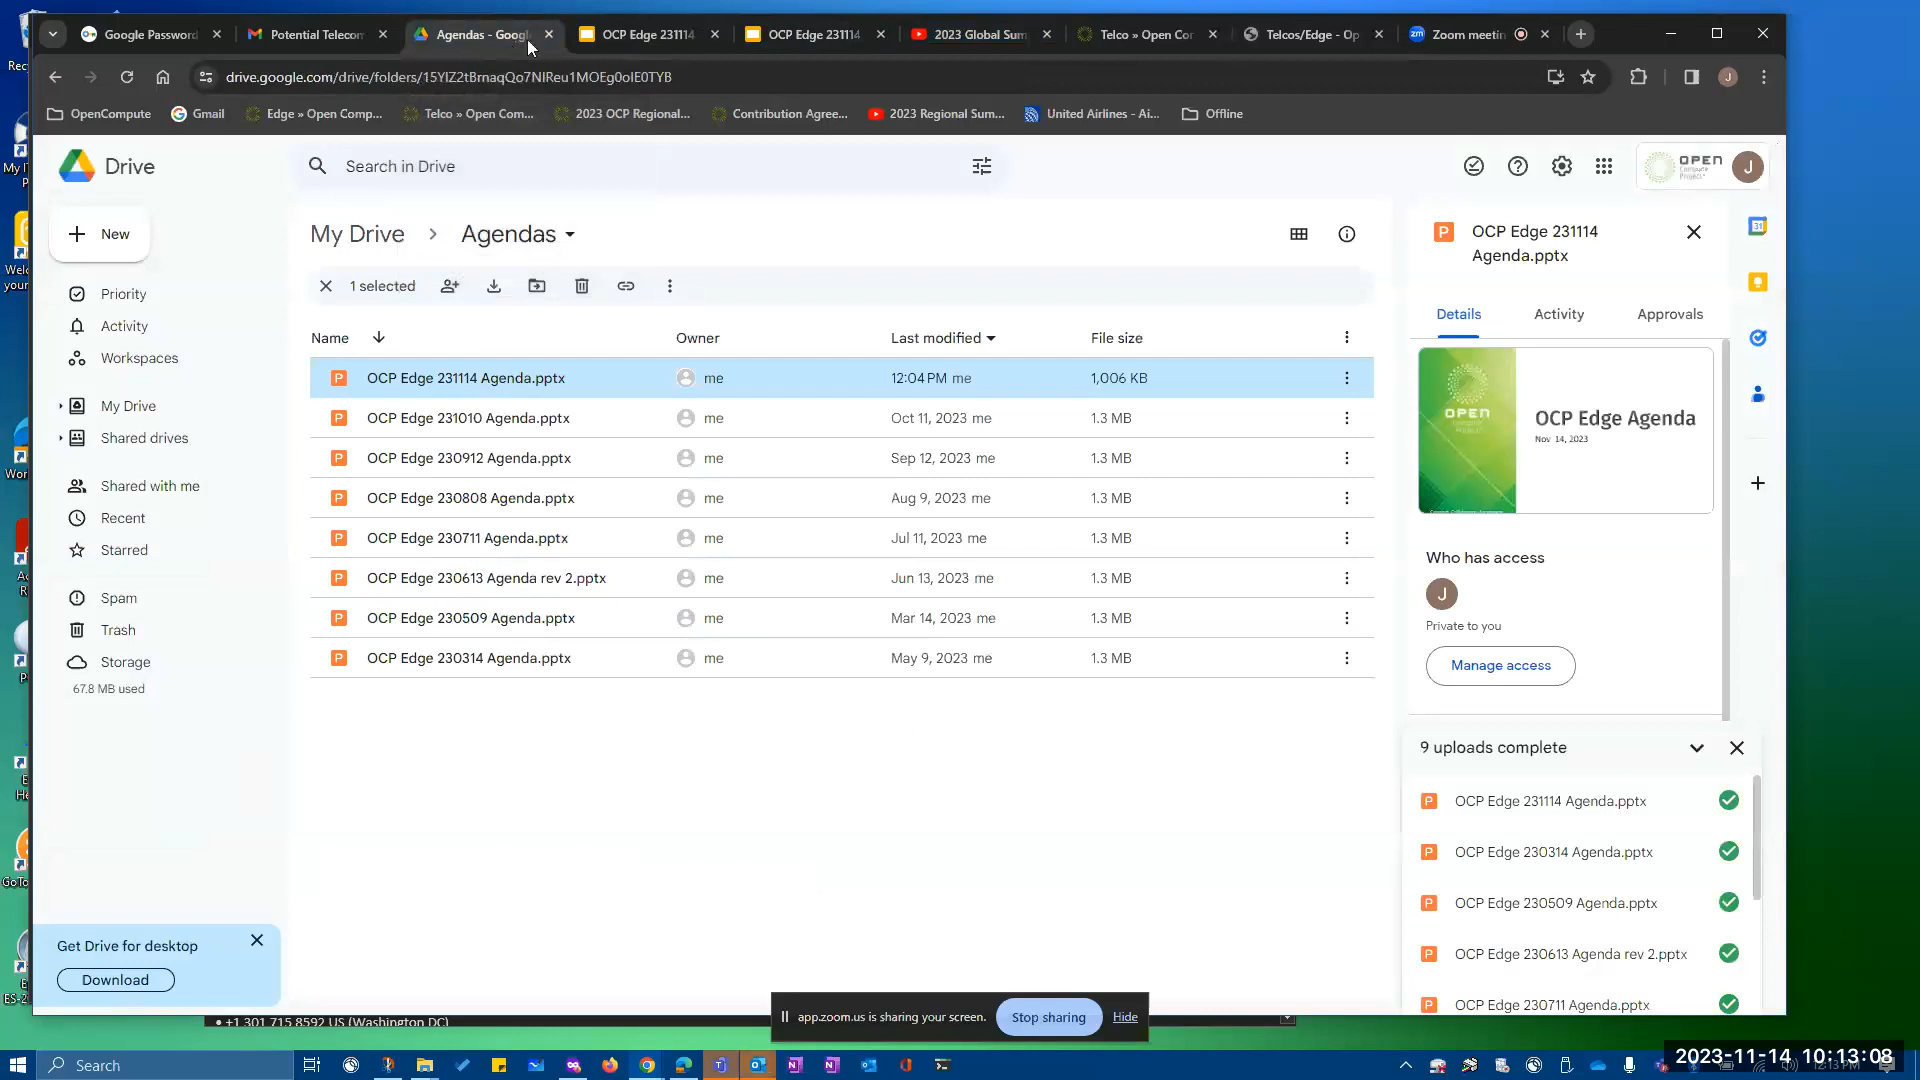 Google Password
Potential Telecom
Agendas - Google
OCP Edge 231114
OCP Edge 231114
2023 Global Sum
Telco » Open Cor
Telcos/Edge - Op
zm Zoom meetin
drive.google.com/drive/folders/15YlZ2tBrnaqQo7NIReu1MOEg0oIE0TYB
J
OpenCompute
Gmail
Edge » Open Comp...
Telco » Open Com...
2023 OCP Regional...
Contribution Agree...
2023 Regional Sum...
United Airlines - Ai...
Offline
Drive
Search in Drive
OPEN
Compute
Project
J
New
Priority
Activity
Workspaces
My Drive
Shared drives
Shared with me
Recent
Starred
Spam
Trash
Storage
67.8 MB used
Get Drive for desktop
Download
My Drive > Agendas
1 selected
Name Owner Last modified File size
OCP Edge 231114 Agenda.pptx me 12:04 PM me 1,006 KB
OCP Edge 231010 Agenda.pptx me Oct 11, 2023 me 1.3 MB
OCP Edge 230912 Agenda.pptx me Sep 12, 2023 me 1.3 MB
OCP Edge 230808 Agenda.pptx me Aug 9, 2023 me 1.3 MB
OCP Edge 230711 Agenda.pptx me Jul 11, 2023 me 1.3 MB
OCP Edge 230613 Agenda rev 2.pptx me Jun 13, 2023 me 1.3 MB
OCP Edge 230509 Agenda.pptx me Mar 14, 2023 me 1.3 MB
OCP Edge 230314 Agenda.pptx me May 9, 2023 me 1.3 MB
OCP Edge 231114
Agenda.pptx
Details Activity Approvals
OPEN
OCP Edge Agenda
Nov 14, 2023
Who has access
J
Private to you
Manage access
9 uploads complete
OCP Edge 231114 Agenda.pptx
OCP Edge 230314 Agenda.pptx
OCP Edge 230509 Agenda.pptx
OCP Edge 230613 Agenda rev 2.pptx
OCP Edge 230711 Agenda.pptx
31
app.zoom.us is sharing your screen.
Stop sharing
Hide
+1 301 715 8592 US (Washington DC)
Search
2023-11-14 10:13:08